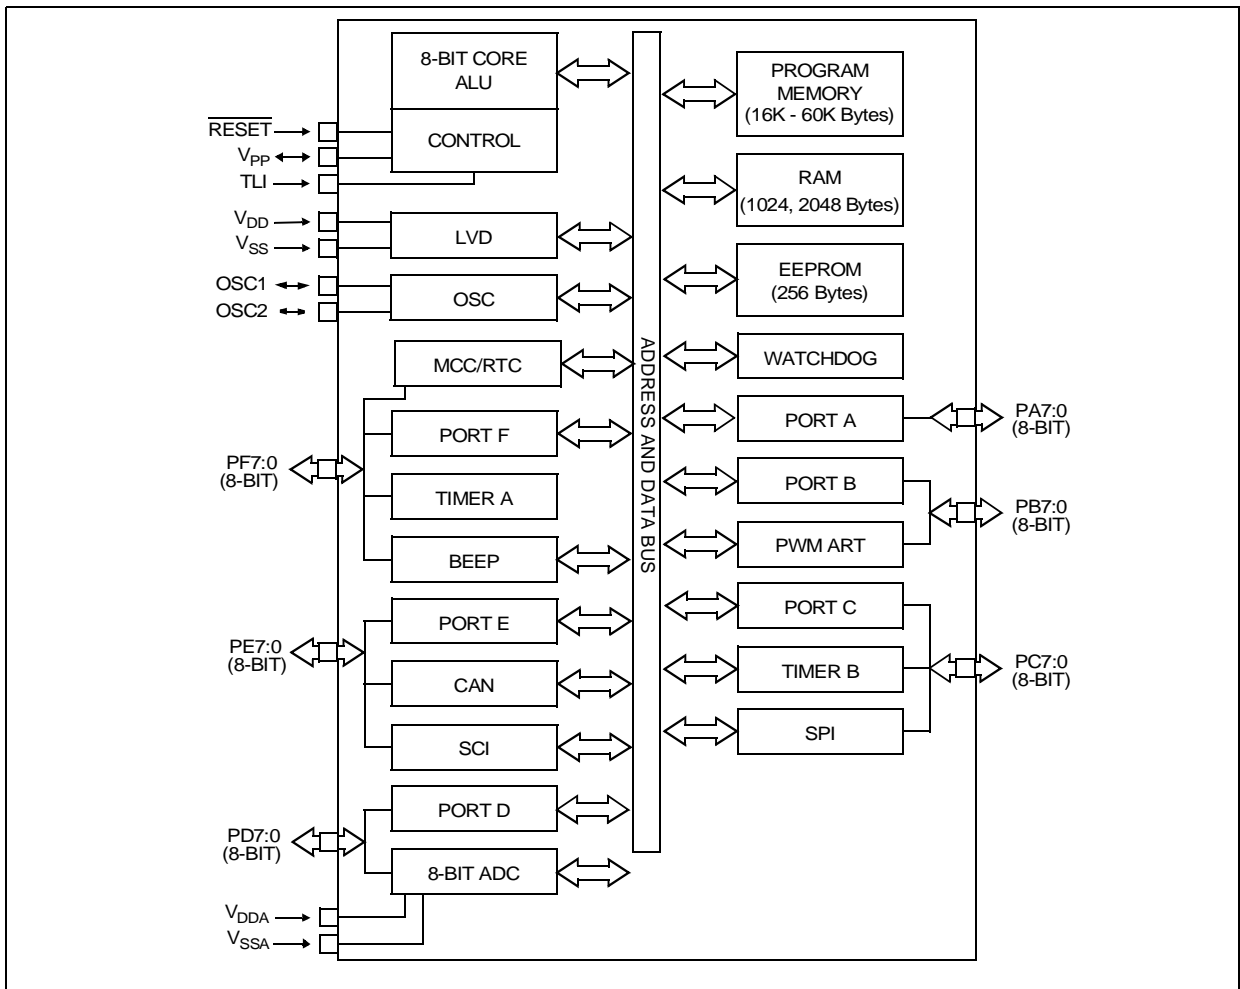 8-BIT CORE
ALU
CONTROL
RESET
VPP
TLI
VDD
VSS
LVD
OSC1
OSC2
OSC
MCC/RTC
PORT F
PF7:0
(8-BIT)
TIMER A
BEEP
PORT E
PE7:0
(8-BIT)
CAN
SCI
PORT D
PD7:0
(8-BIT)
8-BIT ADC
VDDA
VSSA
ADDRESS AND DATA BUS
PROGRAM
MEMORY
(16K - 60K Bytes)
RAM
(1024, 2048 Bytes)
EEPROM
(256 Bytes)
WATCHDOG
PORT A
PA7:0
(8-BIT)
PORT B
PB7:0
(8-BIT)
PWM ART
PORT C
TIMER B
PC7:0
(8-BIT)
SPI